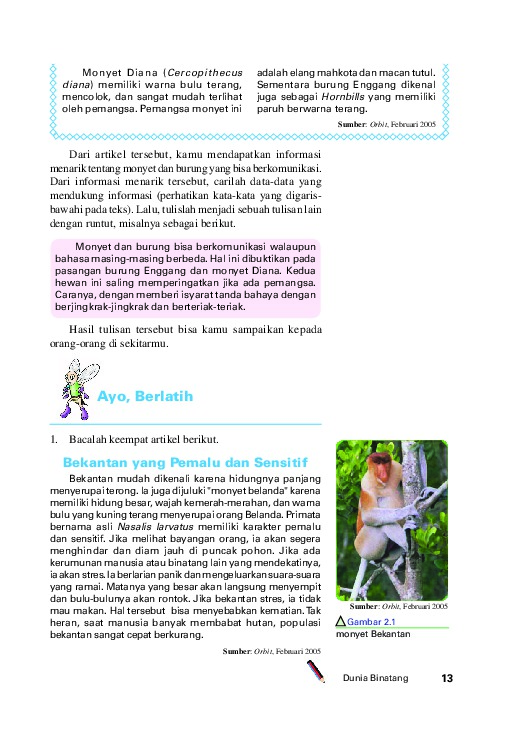 Monyet Diana (Cercopithecus
diana) memiliki warna bulu terang,
mencolok, dan sangat mudah terlihat
oleh pemangsa. Pemangsa monyet ini
adalah elang mahkota dan macan tutul.
Sementara burung Enggang dikenal
juga sebagai Hornbills yang memiliki
paruh berwarna terang.
Sumber: Orbit, Februari 2005
Dari artikel tersebut, kamu mendapatkan informasi
menarik tentang monyet dan burung yang bisa berkomunikasi.
Dari informasi menarik tersebut, carilah data-data yang
mendukung informasi (perhatikan kata-kata yang digaris-
bawahi pada teks). Lalu, tulislah menjadi sebuah tulisan lain
dengan runtut, misalnya sebagai berikut.
Monyet dan burung bisa berkomunikasi walaupun
bahasa masing-masing berbeda. Hal ini dibuktikan pada
pasangan burung Enggang dan monyet Diana. Kedua
hewan ini saling memperingatkan jika ada pemangsa.
Caranya, dengan memberi isyarat tanda bahaya dengan
berjingkrak-jingkrak dan berteriak-teriak.
Hasil tulisan tersebut bisa kamu sampaikan kepada
orang-orang di sekitarmu.
Ayo, Berlatih
1. Bacalah keempat artikel berikut.
Bekantan yang Pemalu dan Sensitif
Bekantan mudah dikenali karena hidungnya panjang
menyerupai terong. Ia juga dijuluki "monyet belanda" karena
memiliki hidung besar, wajah kemerah-merahan, dan warna
bulu yang kuning terang menyerupai orang Belanda. Primata
bernama asli Nasalis larvatus memiliki karakter pemalu
dan sensitif. Jika melihat bayangan orang, ia akan segera
menghindar dan diam jauh di puncak pohon. Jika ada
kerumunan manusia atau binatang lain yang mendekatinya,
ia akan stres. Ia berlarian panik dan mengeluarkan suara-suara
yang ramai. Matanya yang besar akan langsung menyempit
dan bulu-bulunya akan rontok. Jika bekantan stres, ia tidak
mau makan. Hal tersebut bisa menyebabkan kematian. Tak
heran, saat manusia banyak membabat hutan, populasi
bekantan sangat cepat berkurang.
Sumber: Orbit, Februari 2005
Sumber: Orbit, Februari 2005
Gambar 2.1
monyet Bekantan
Dunia Binatang 13